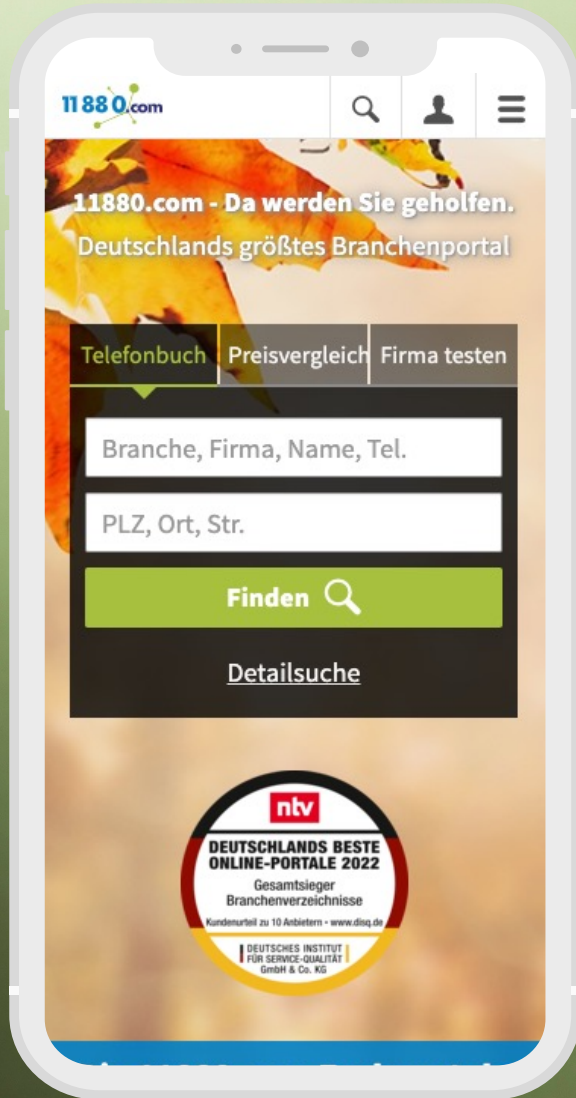 11880.com
11880.com - Da werden Sie geholfen.
Deutschlands größtes Branchenportal
Telefonbuch Preisvergleich Firma testen
Branche, Firma, Name, Tel.
PLZ, Ort, Str.
Finden
Detailsuche
ntv
DEUTSCHLANDS BESTE
ONLINE-PORTALE 2022
Gesamtsieger
Branchenverzeichnisse
Kundenurteil zu 10 Anbietern • www.disq.de
DEUTSCHES INSTITUT
FÜR SERVICE-QUALITÄT
GmbH & Co. KG